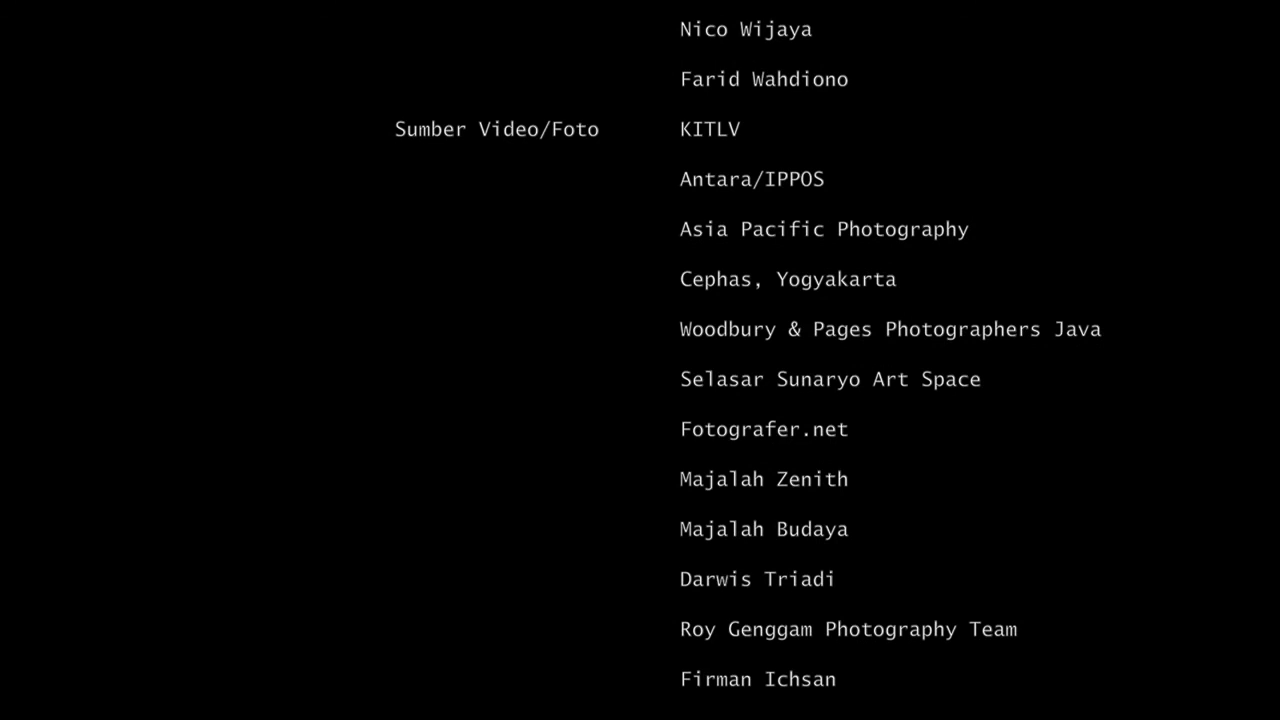 Nico Wijaya
Farid Wahdiono
Sumber Video/Foto KITLV
Antara/IPPOS
Asia Pacific Photography
Cephas, Yogyakarta
Woodbury & Pages Photographers Java
Selasar Sunaryo Art Space
Fotografer.net
Majalah Zenith
Majalah Budaya
Darwis Triadi
Roy Genggam Photography Team
Firman Ichsan